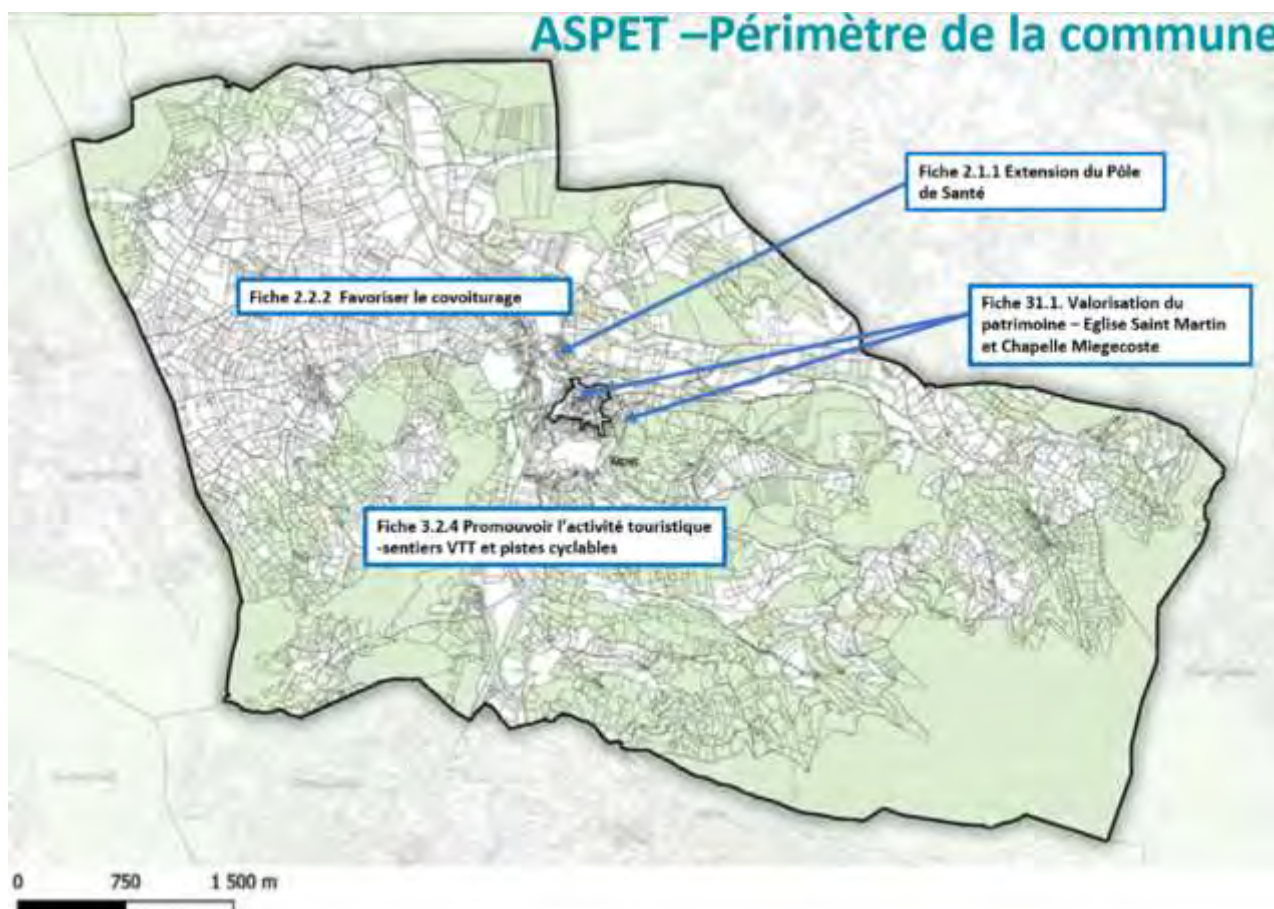 ASPET –Périmètre de la commune
Fiche 2.1.1 Extension du Pôle
de Santé
Fiche 2.2.2 Favoriser le covoiturage
Fiche 31.1. Valorisation du
patrimoine – Eglise Saint Martin
et Chapelle Miegecoste
Fiche 3.2.4 Promouvoir l'activité touristique
-sentiers VTT et pistes cyclables
0 750 1 500 m